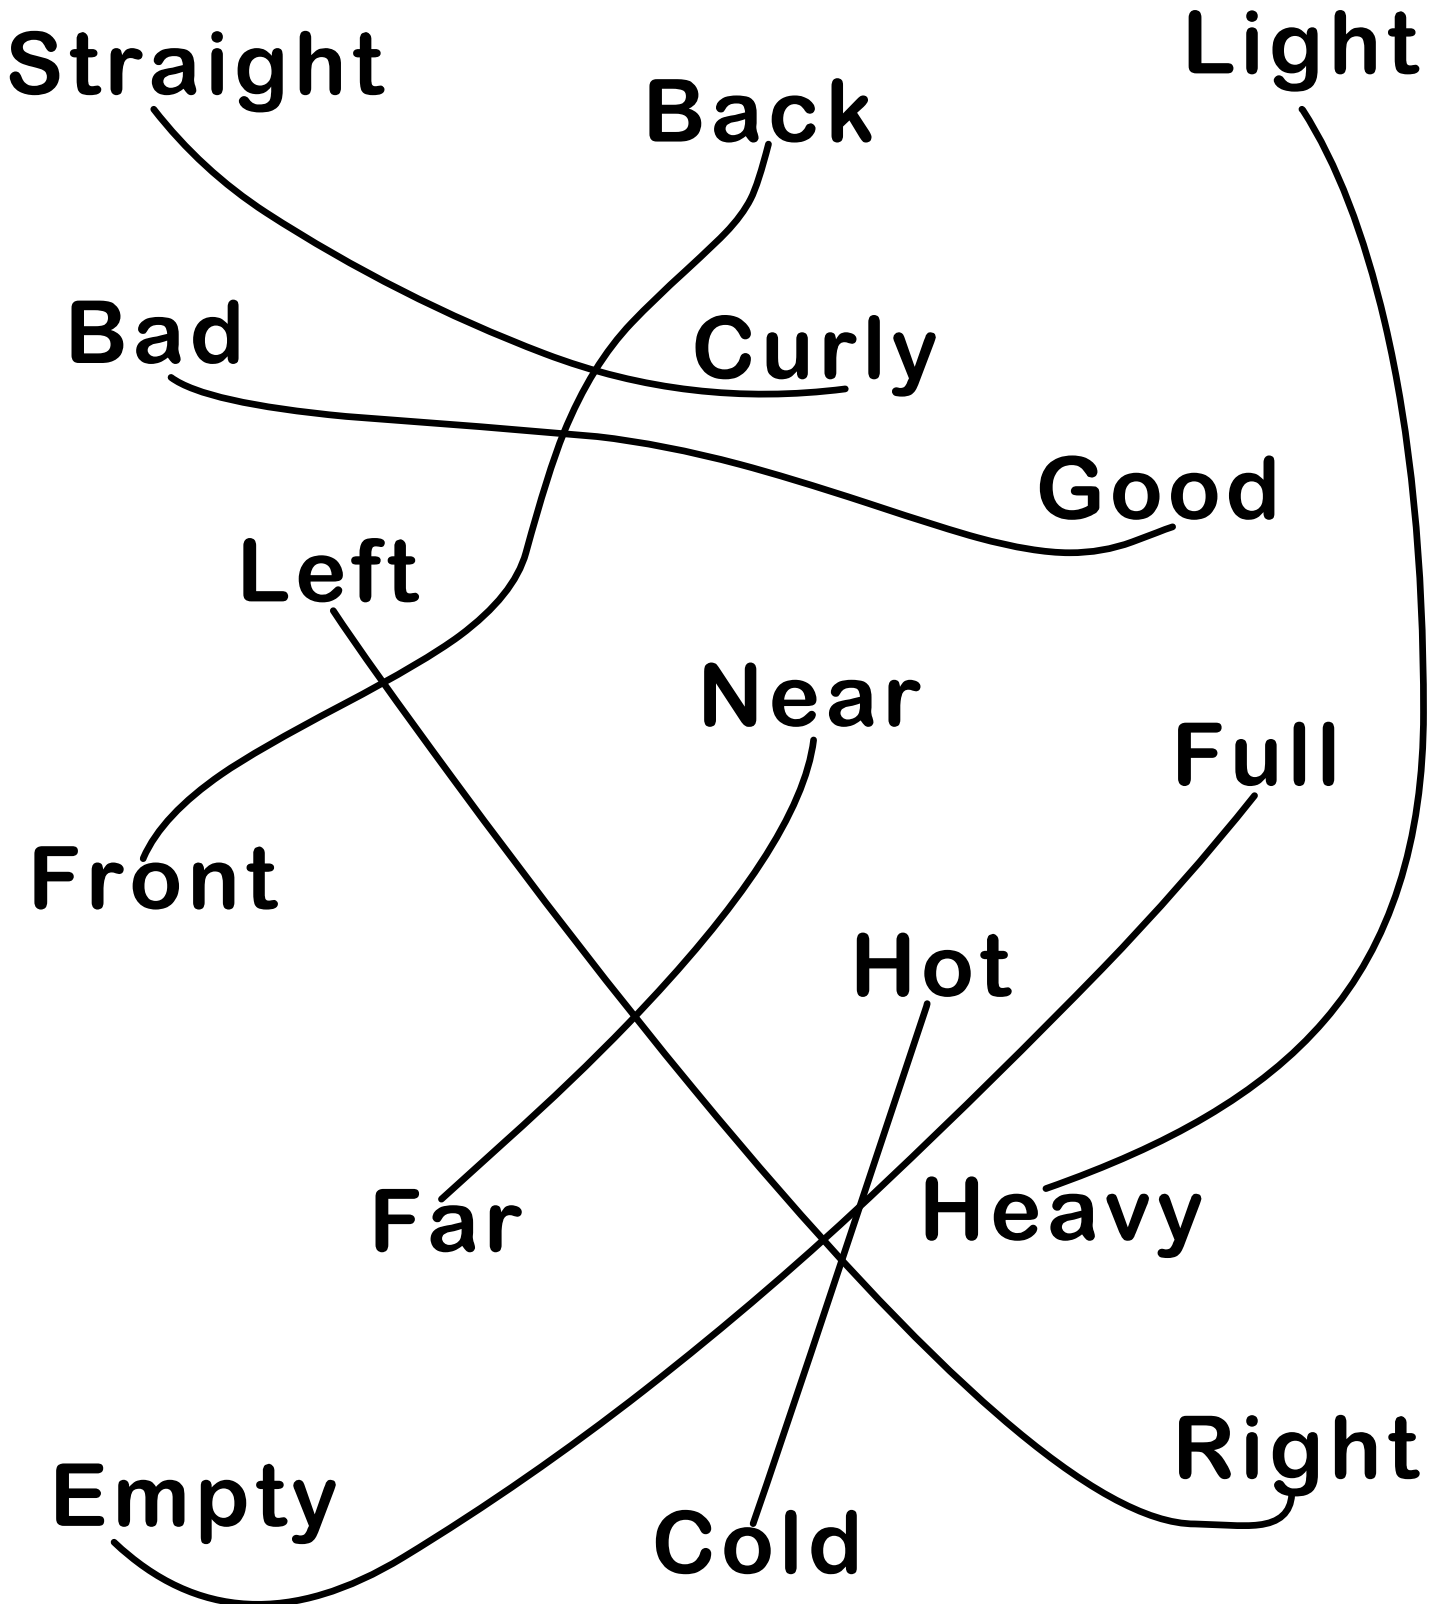 Straight
Light
Back
Bad
Curly
Good
Left
Near
Full
Front
Hot
Far
Heavy
Right
Empty
Cold